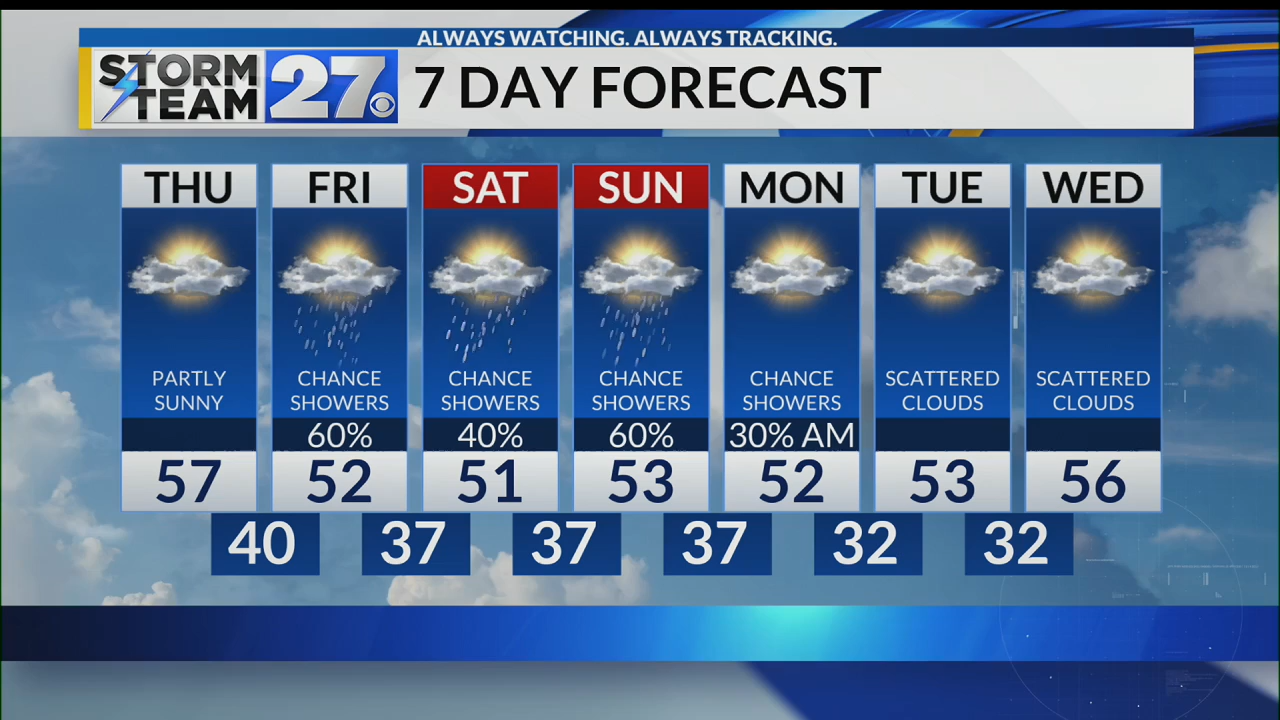 ALWAYS WATCHING. ALWAYS TRACKING.
STORM
TEAM
27
7 DAY FORECAST
THU
FRI
SAT
SUN
MON
TUE
WED
PARTLY
SUNNY
CHANCE
SHOWERS
CHANCE
SHOWERS
CHANCE
SHOWERS
CHANCE
SHOWERS
SCATTERED
CLOUDS
SCATTERED
CLOUDS
60%
40%
60%
30% AM
57
52
51
53
52
53
56
40
37
37
37
32
32